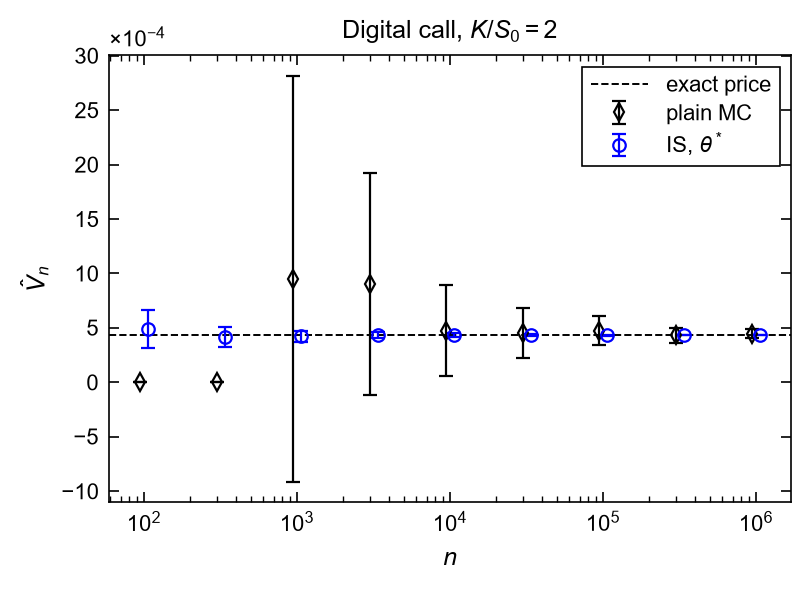 Digital call, K/S₀ = 2
×10⁻⁴
30
25
20
15
10
5
0
−5
−10
V̂ₙ
exact price
plain MC
IS, θ*
10² 10³ 10⁴ 10⁵ 10⁶
n